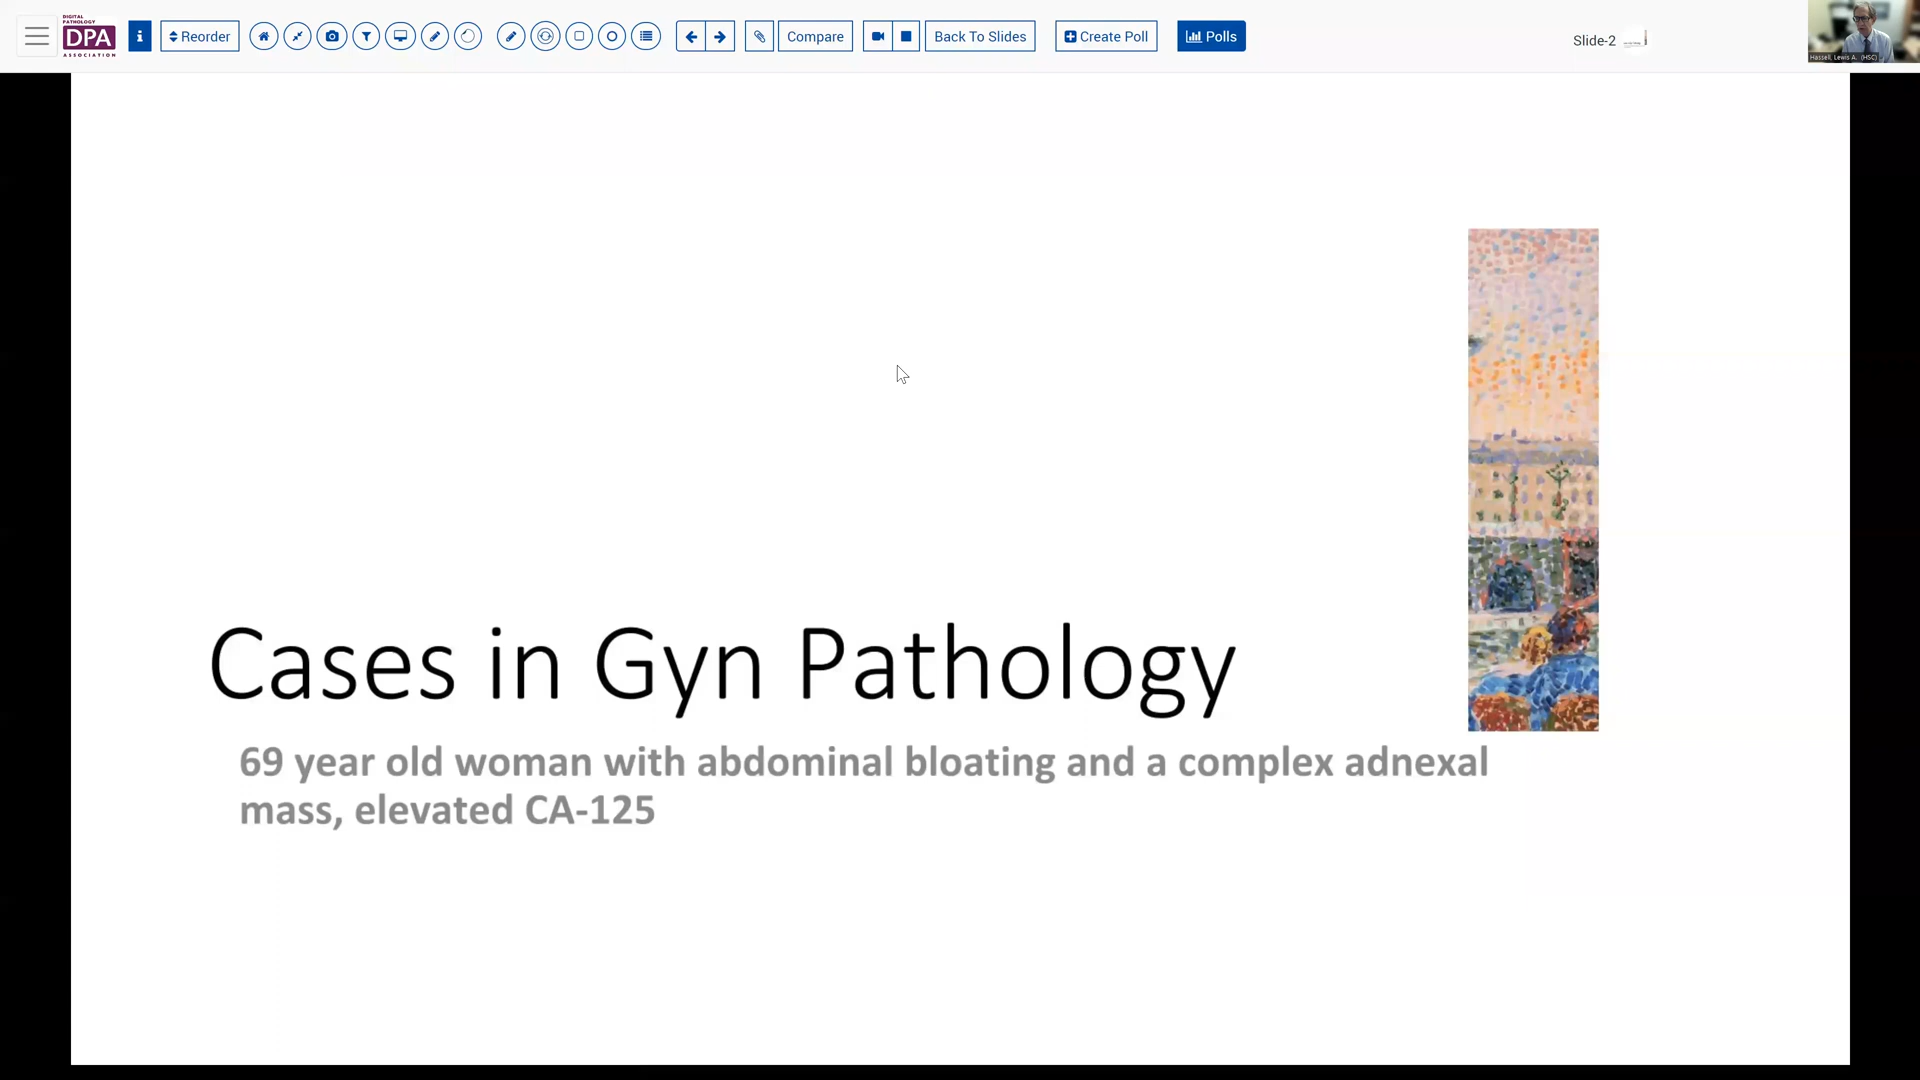 DIGITAL
PATHOLOGY
DPA
ASSOCIATION
i
Reorder
Compare
Back To Slides
Create Poll
Polls
Slide-2
Hassell, Lewis A. (HSC)
Cases in Gyn Pathology
69 year old woman with abdominal bloating and a complex adnexal
mass, elevated CA-125